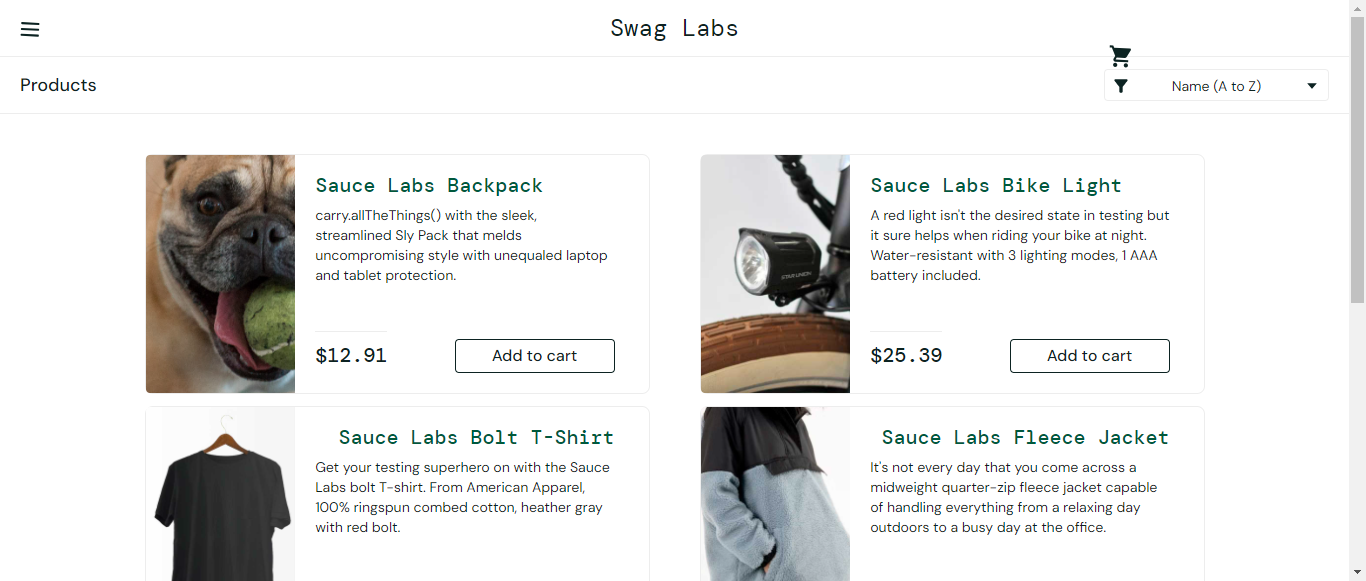 Swag Labs
Products
Name (A to Z)
Sauce Labs Backpack
carry.allTheThings() with the sleek,
streamlined Sly Pack that melds
uncompromising style with unequaled laptop
and tablet protection.
$12.91
Add to cart
STAR UNION
Sauce Labs Bike Light
A red light isn't the desired state in testing but
it sure helps when riding your bike at night.
Water-resistant with 3 lighting modes, 1 AAA
battery included.
$25.39
Add to cart
Sauce Labs Bolt T-Shirt
Get your testing superhero on with the Sauce
Labs bolt T-shirt. From American Apparel,
100% ringspun combed cotton, heather gray
with red bolt.
Sauce Labs Fleece Jacket
It's not every day that you come across a
midweight quarter-zip fleece jacket capable
of handling everything from a relaxing day
outdoors to a busy day at the office.